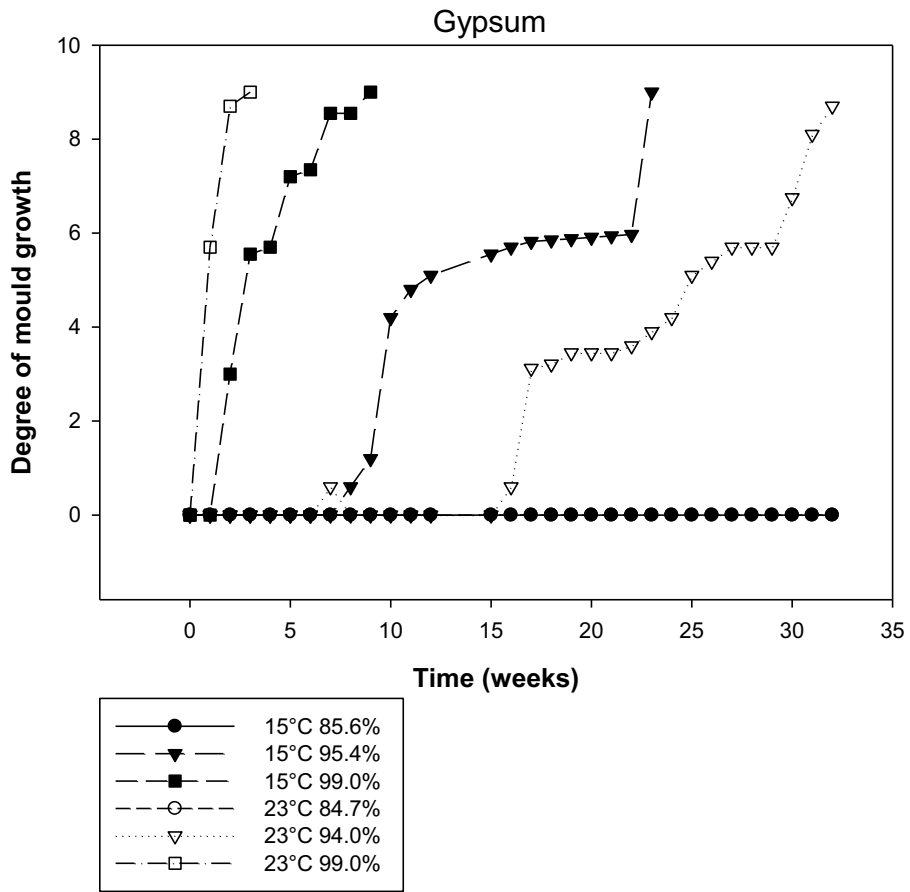 Gypsum
10
8
6
4
2
0
Degree of mould growth
0 5 10 15 20 25 30 35
Time (weeks)
15°C 85.6%
15°C 95.4%
15°C 99.0%
23°C 84.7%
23°C 94.0%
23°C 99.0%